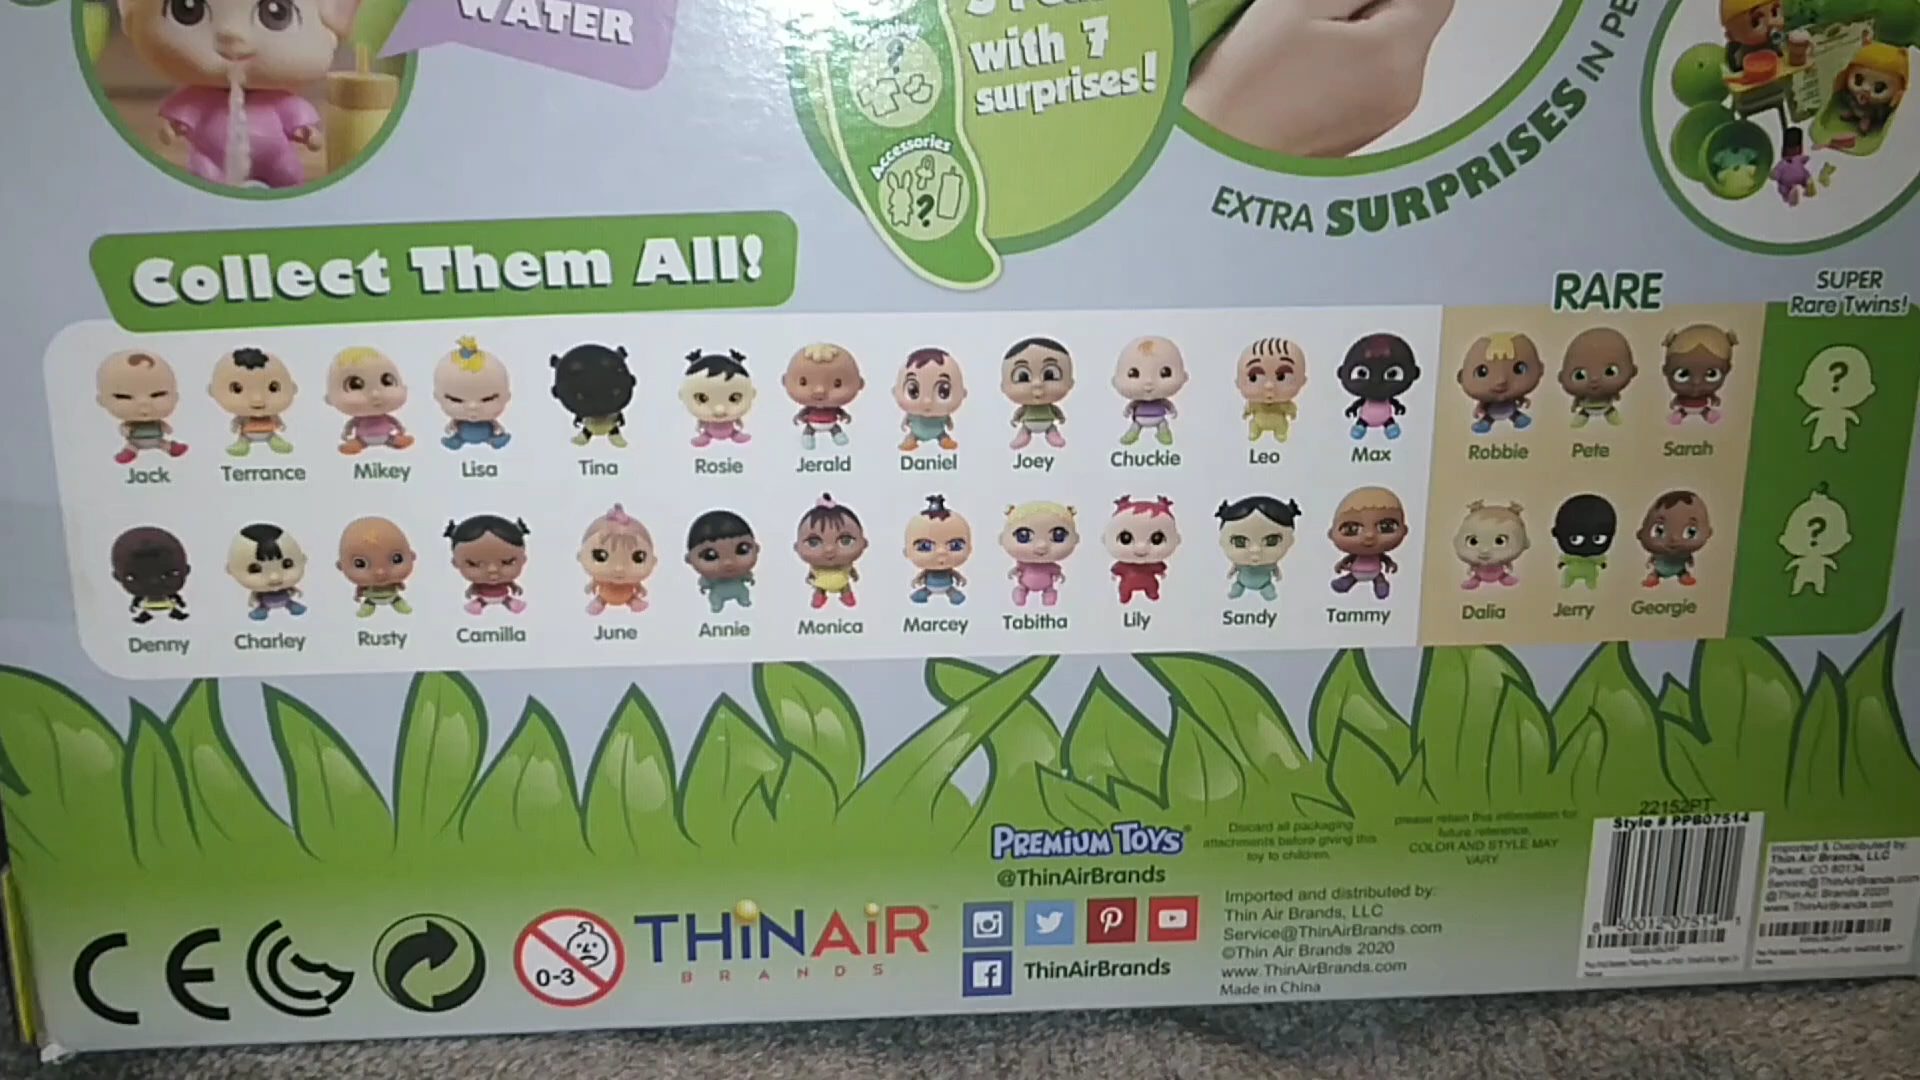 WATER
with 7
surprises!
Accessories
?
?
EXTRA SURPRISES IN
Collect Them All!
RARE
SUPER
Rare Twins!
Jack Terrance Mikey Lisa Tina Rosie Jerald Daniel Joey Chuckie Leo Max Robbie Pete Sarah ?
Denny Charley Rusty Camilla June Annie Monica Marcey Tabitha Lily Sandy Tammy Dalia Jerry Georgie ?
PREMIUM TOYS
@ThinAirBrands
ThinAirBrands
CE
0-3
THINAIR
BRANDS
Discard all packaging
attachments before giving this
toy to children.
please retain this information for
future reference.
COLOR AND STYLE MAY
VARY
Imported and distributed by:
Thin Air Brands, LLC
Service@ThinAirBrands.com
©Thin Air Brands 2020
www.ThinAirBrands.com
Made in China
22152PT
Style # PPB07514
8 50012 07514 1
Imported & Distributed by:
Thin Air Brands, LLC
Parker, CO 80134
Service@ThinAirBrands.com
@Thin Air Brands 2020
www.ThinAirBrands.com